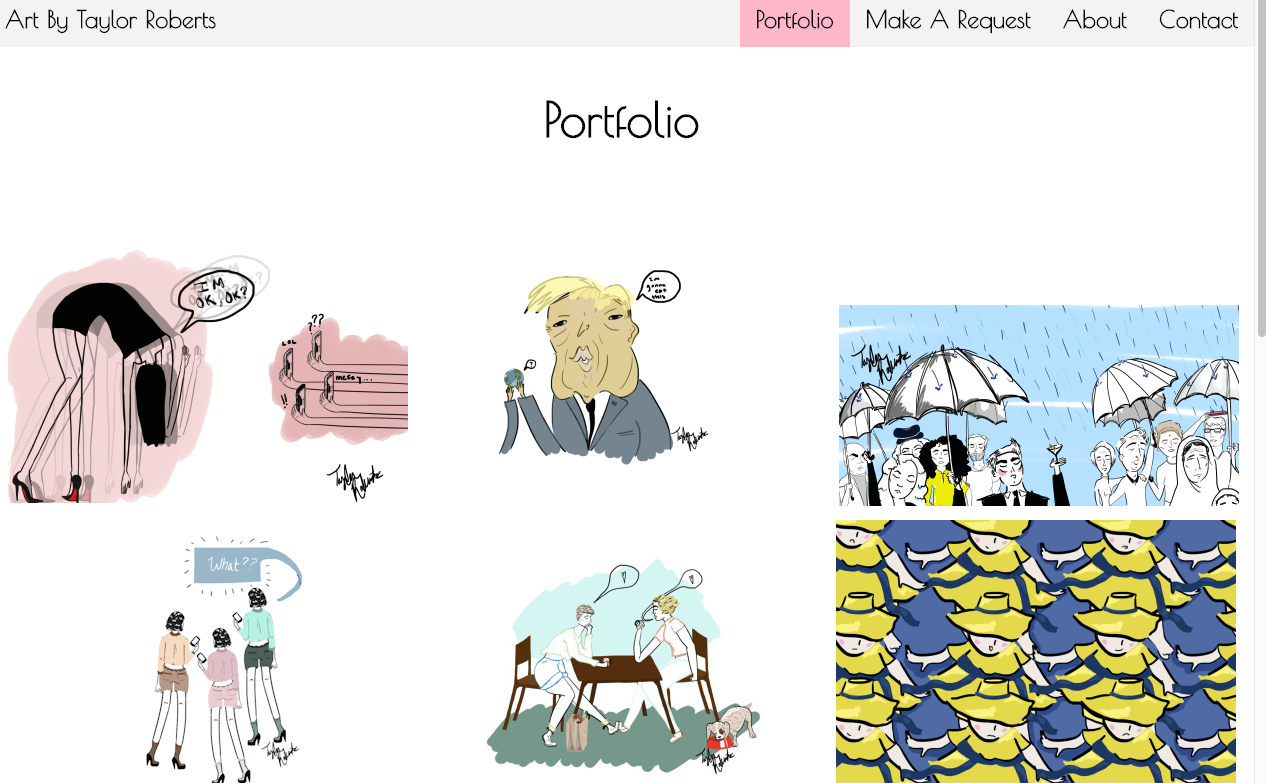 Art By Taylor Roberts
Portfolio
Make A Request
About
Contact
Portfolio
I'M
OK, OK?
???
LOL
messy...
!!
Taylor
Roberts
I'm
gonna
eat
this
?
Taylor
Roberts
Taylor
Roberts
What??
Taylor
Roberts
Taylor
Roberts